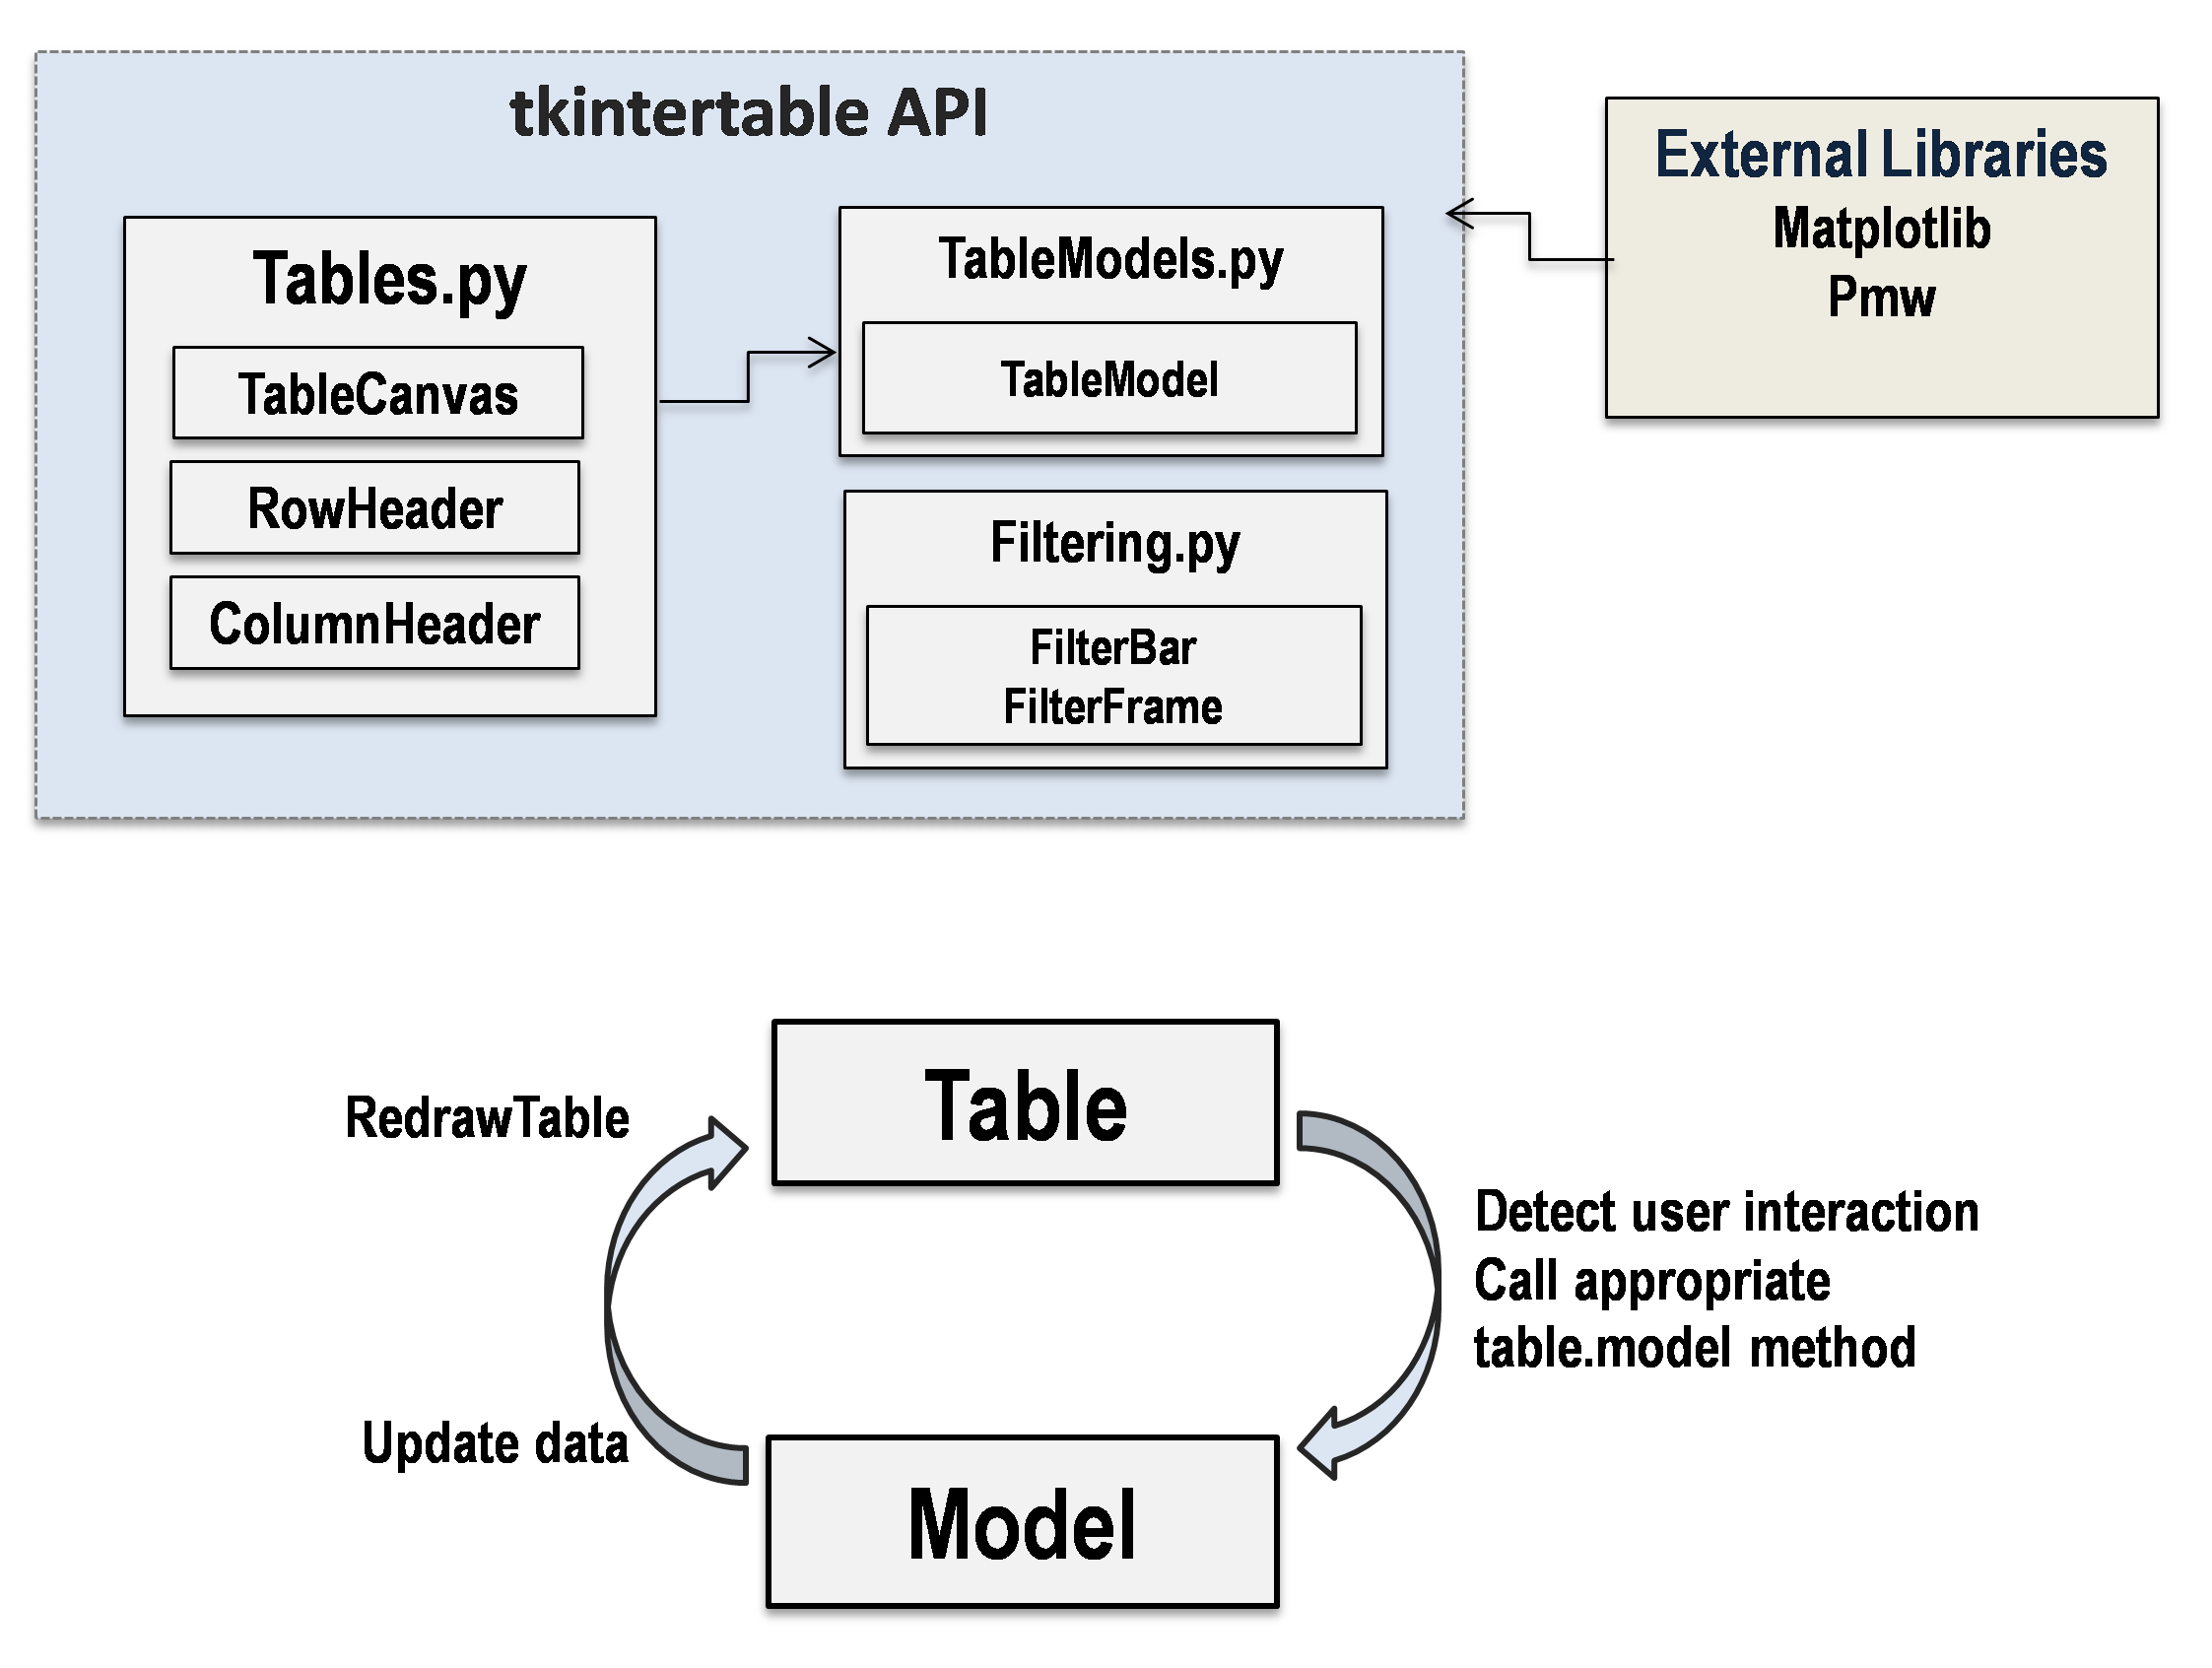 tkintertable API
Tables.py
TableCanvas
RowHeader
ColumnHeader
TableModels.py
TableModel
Filtering.py
FilterBar
FilterFrame
External Libraries
Matplotlib
Pmw
Table
RedrawTable
Detect user interaction
Call appropriate
table.model method
Update data
Model